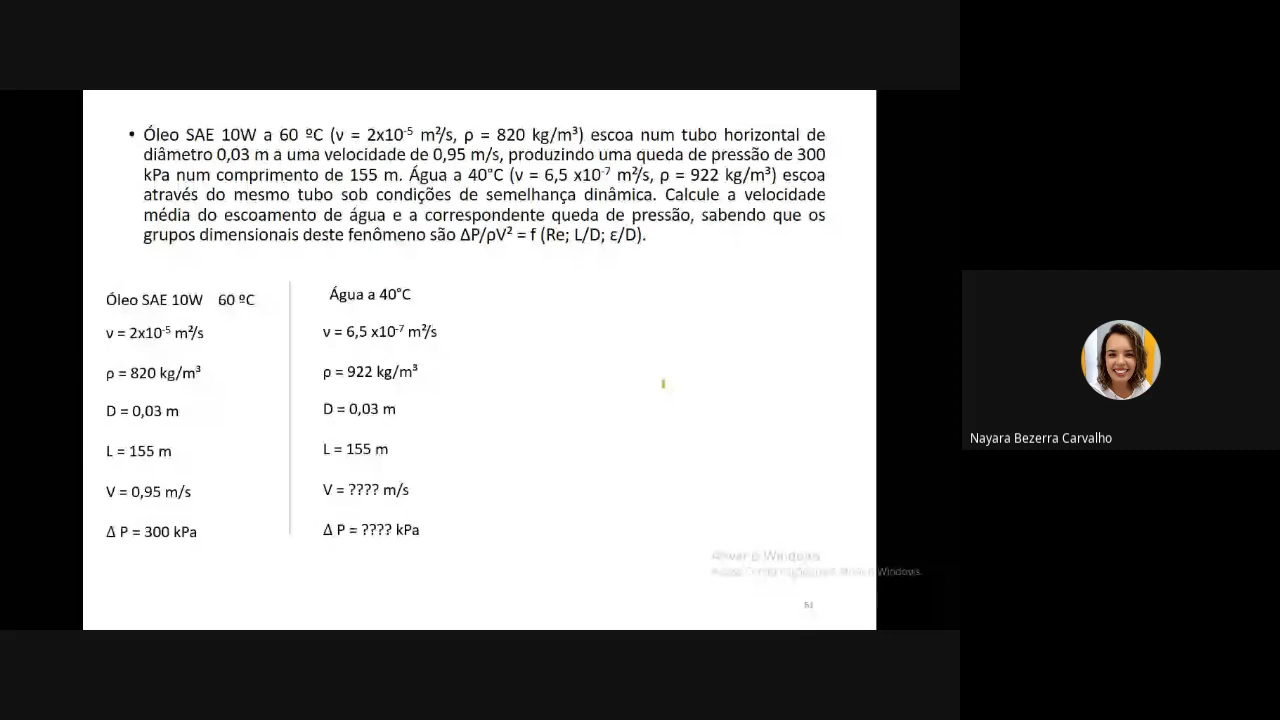 • Óleo SAE 10W a 60 ºC (ν = 2x10⁻⁵ m²/s, ρ = 820 kg/m³) escoa num tubo horizontal de
diâmetro 0,03 m a uma velocidade de 0,95 m/s, produzindo uma queda de pressão de 300
kPa num comprimento de 155 m. Água a 40°C (ν = 6,5 x10⁻⁷ m²/s, ρ = 922 kg/m³) escoa
através do mesmo tubo sob condições de semelhança dinâmica. Calcule a velocidade
média do escoamento de água e a correspondente queda de pressão, sabendo que os
grupos dimensionais deste fenômeno são ΔP/ρV² = f (Re; L/D; ε/D).
Óleo SAE 10W 60 ºC
ν = 2x10⁻⁵ m²/s
ρ = 820 kg/m³
D = 0,03 m
L = 155 m
V = 0,95 m/s
Δ P = 300 kPa
Água a 40°C
ν = 6,5 x10⁻⁷ m²/s
ρ = 922 kg/m³
D = 0,03 m
L = 155 m
V = ???? m/s
Δ P = ???? kPa
Ativar o Windows
Windows.
61
Nayara Bezerra Carvalho